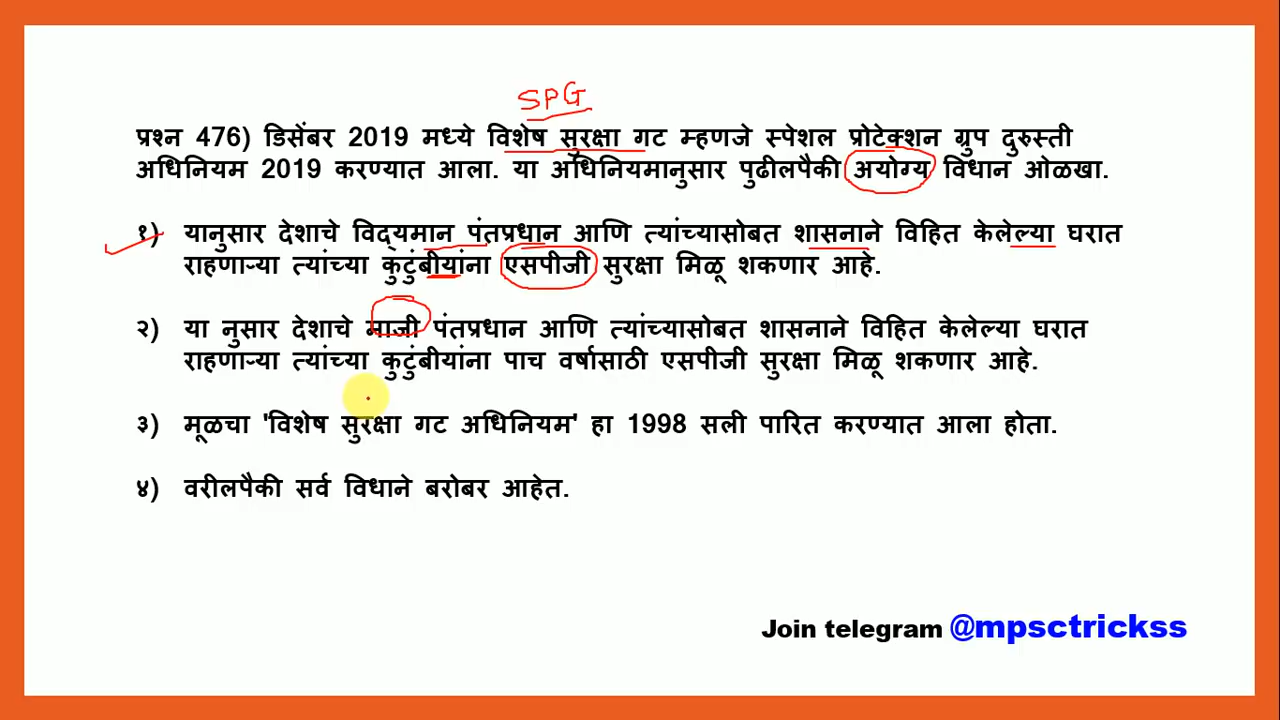 SPG
प्रश्न 476) डिसेंबर 2019 मध्ये विशेष सुरक्षा गट म्हणजे स्पेशल प्रोटेक्शन ग्रुप दुरुस्ती
अधिनियम 2019 करण्यात आला. या अधिनियमानुसार पुढीलपैकी अयोग्य विधान ओळखा.
१) यानुसार देशाचे विद्यमान पंतप्रधान आणि त्यांच्यासोबत शासनाने विहित केलेल्या घरात
राहणाऱ्या त्यांच्या कुटुंबीयांना एसपीजी सुरक्षा मिळू शकणार आहे.
२) या नुसार देशाचे माजी पंतप्रधान आणि त्यांच्यासोबत शासनाने विहित केलेल्या घरात
राहणाऱ्या त्यांच्या कुटुंबीयांना पाच वर्षासाठी एसपीजी सुरक्षा मिळू शकणार आहे.
३) मूळचा 'विशेष सुरक्षा गट अधिनियम' हा 1998 सली पारित करण्यात आला होता.
४) वरीलपैकी सर्व विधाने बरोबर आहेत.
Join telegram @mpsctrickss